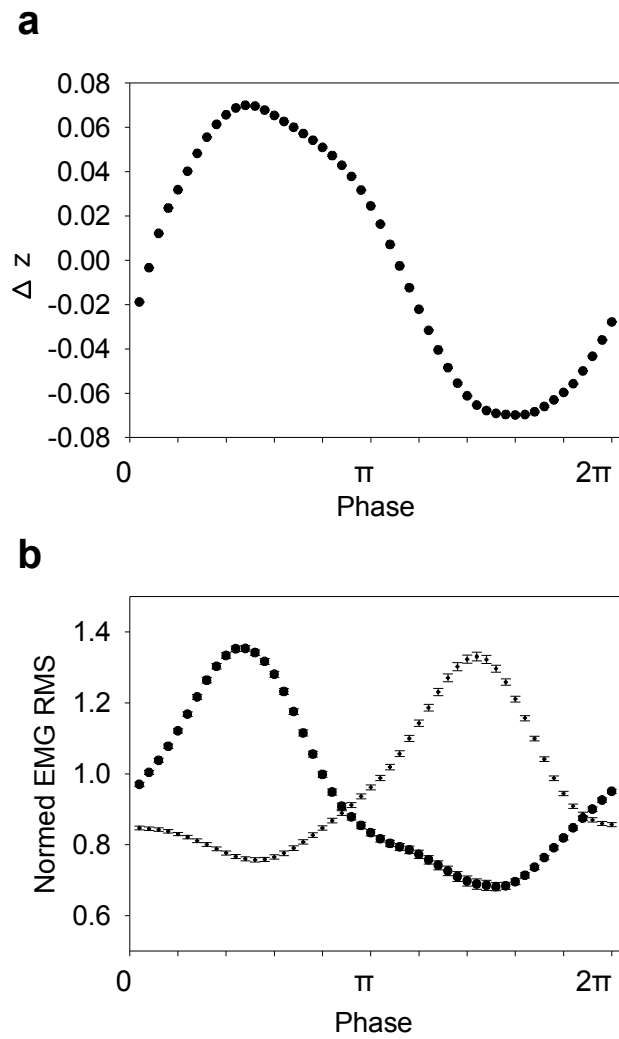 a
0.08
0.06
0.04
0.02
0.00
-0.02
-0.04
-0.06
-0.08
Δ z
0 π 2π
Phase
b
1.4
1.2
1.0
0.8
0.6
Normed EMG RMS
0 π 2π
Phase